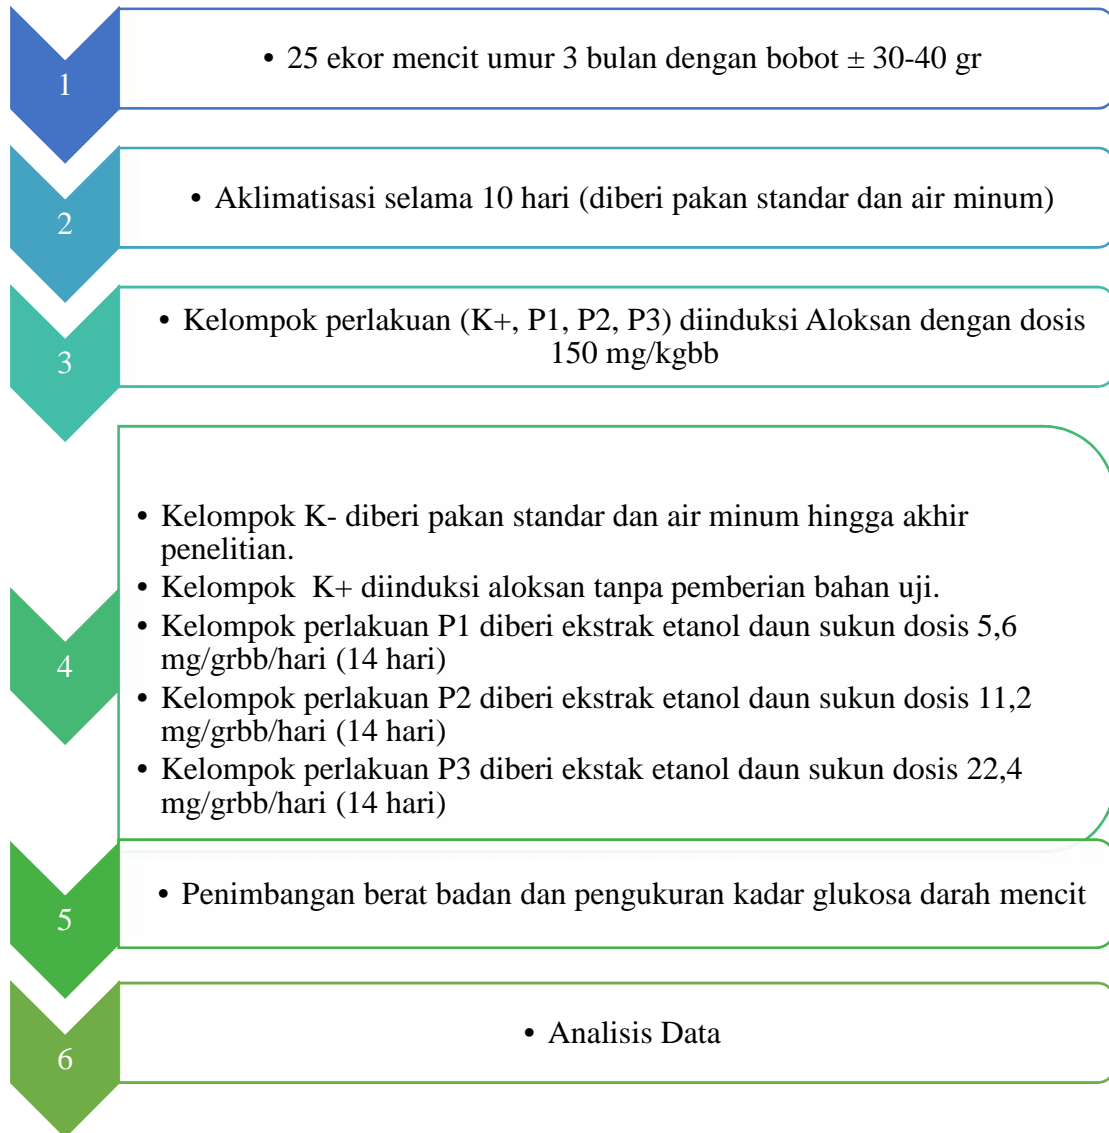 1
• 25 ekor mencit umur 3 bulan dengan bobot ± 30-40 gr
2
• Aklimatisasi selama 10 hari (diberi pakan standar dan air minum)
3
• Kelompok perlakuan (K+, P1, P2, P3) diinduksi Aloksan dengan dosis
150 mg/kgbb
4
• Kelompok K- diberi pakan standar dan air minum hingga akhir
penelitian.
• Kelompok  K+ diinduksi aloksan tanpa pemberian bahan uji.
• Kelompok perlakuan P1 diberi ekstrak etanol daun sukun dosis 5,6
mg/grbb/hari (14 hari)
• Kelompok perlakuan P2 diberi ekstrak etanol daun sukun dosis 11,2
mg/grbb/hari (14 hari)
• Kelompok perlakuan P3 diberi ekstak etanol daun sukun dosis 22,4
mg/grbb/hari (14 hari)
5
• Penimbangan berat badan dan pengukuran kadar glukosa darah mencit
6
• Analisis Data